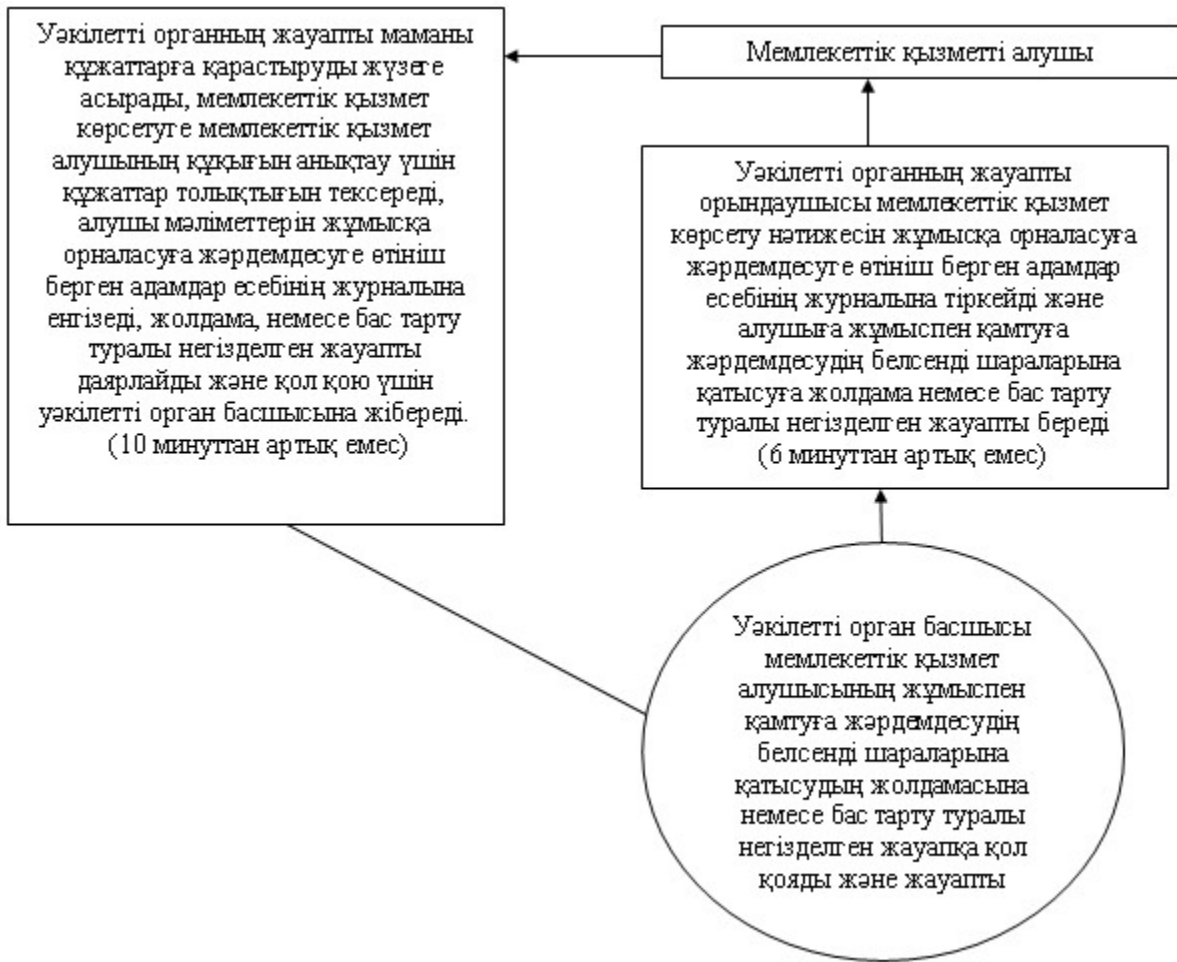 Уәкілетті органның жауапты маманы
құжаттарға қарастыруды жүзеге
асырады, мемлекеттік қызмет
көрсетуге мемлекеттік қызмет
алушының құқығын анықтау үшін
құжаттар толықтығын тексереді,
алушы мәліметтерін жұмысқа
орналасуға жәрдемдесуге өтініш
берген адамдар есебінің журналына
енгізеді, жолдама, немесе бас тарту
туралы негізделген жауапты
даярлайды және қол қою үшін
уәкілетті орган басшысына жібереді.
(10 минуттан артық емес)
Мемлекеттік қызметті алушы
Уәкілетті органның жауапты
орындаушысы мемлекеттік қызмет
көрсету нәтижесін жұмысқа орналасуға
жәрдемдесуге өтініш берген адамдар
есебінің журналына тіркейді және
алушыға жұмыспен қамтуға
жәрдемдесудің белсенді шараларына
қатысуға жолдама немесе бас тарту
туралы негізделген жауапты береді
(6 минуттан артық емес)
Уәкілетті орган басшысы
мемлекеттік қызмет
алушысының жұмыспен
қамтуға жәрдемдесудің
белсенді шараларына
қатысудың жолдамасына
немесе бас тарту туралы
негізделген жауапқа қол
қояды және жауапты